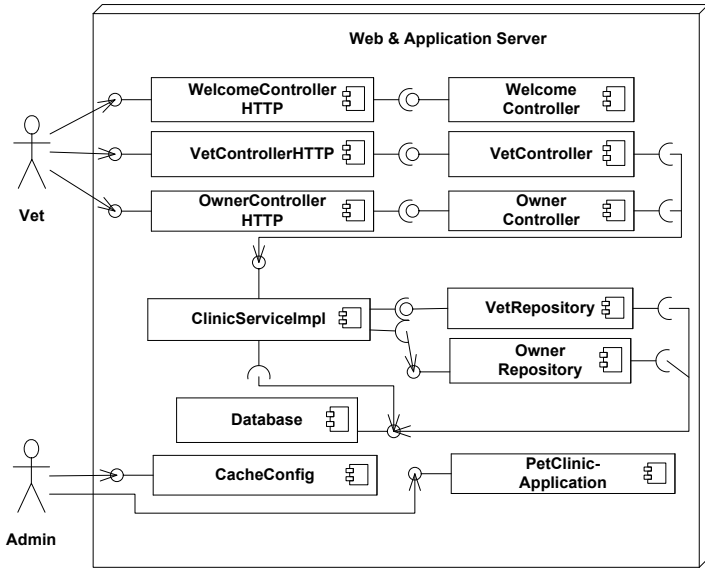 Web & Application Server
WelcomeController
HTTP
Welcome
Controller
VetControllerHTTP
VetController
Vet
OwnerController
HTTP
Owner
Controller
ClinicServiceImpl
VetRepository
Owner
Repository
Database
CacheConfig
PetClinic-
Application
Admin